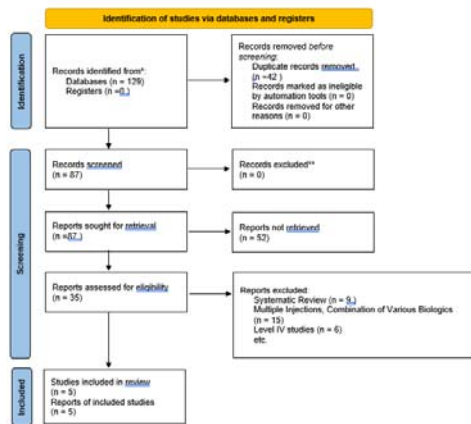 Identification of studies via databases and registers
Identification
Records identified from*:
Databases (n = 129)
Registers (n =0.)
Records removed before
screening:
Duplicate records removed.
(n =42 )
Records marked as ineligible
by automation tools (n = 0)
Records removed for other
reasons (n = 0)
Screening
Records screened
(n = 87)
Records excluded**
(n = 0)
Reports sought for retrieval
(n =87.)
Reports not retrieved
(n = 52)
Reports assessed for eligibility
(n = 35)
Reports excluded:
Systematic Review (n = 9.)
Multiple Injections, Combination of Various Biologics
(n = 15)
Level IV studies (n = 6)
etc.
Included
Studies included in review
(n = 5)
Reports of included studies
(n = 5)